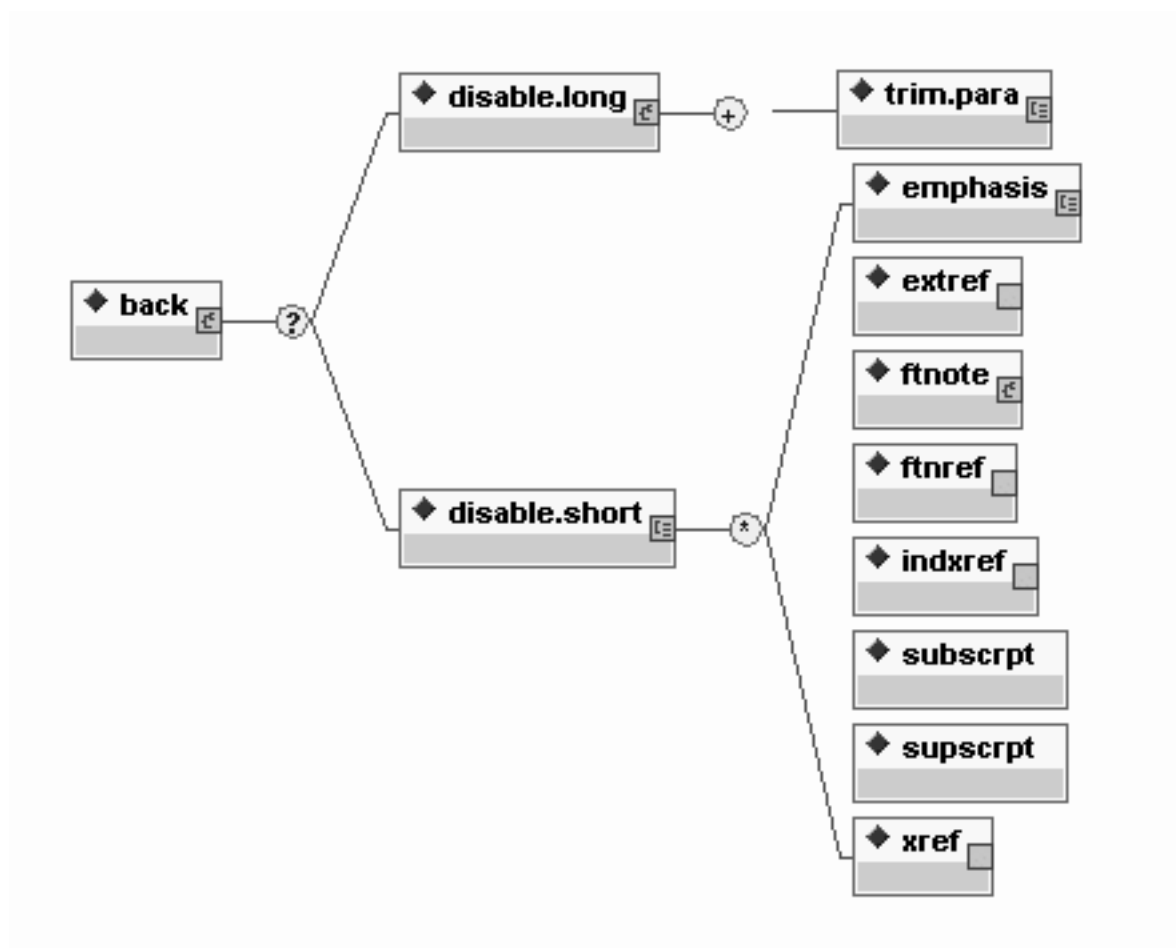 disable.long
+
trim.para
emphasis
extref
back
?
ftnote
ftnref
disable.short
*
indxref
subscrpt
supscrpt
xref